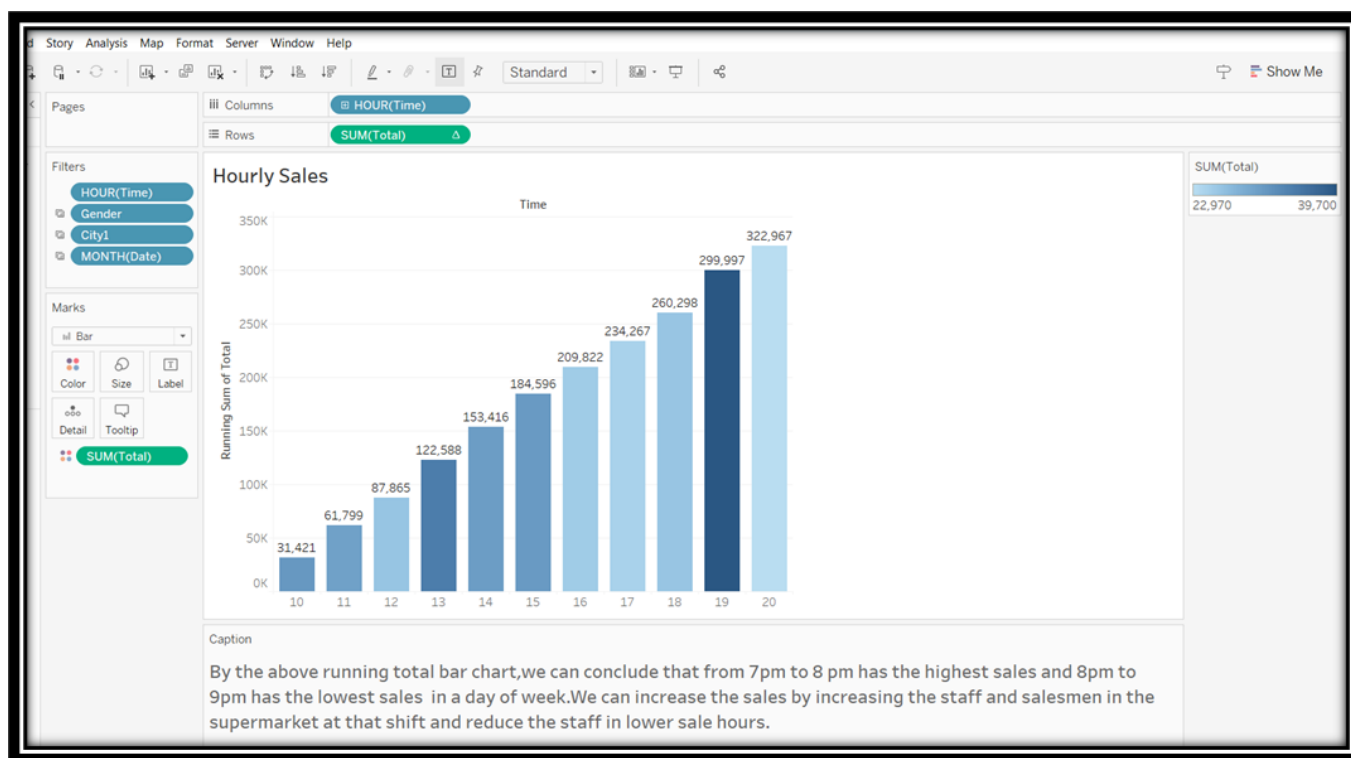 d Story Analysis Map Format Server Window Help
Standard
Show Me
Pages
Columns HOUR(Time)
Rows SUM(Total) Δ
Filters
HOUR(Time)
Gender
City1
MONTH(Date)
Marks
Bar
Color Size Label
Detail Tooltip
SUM(Total)
Hourly Sales
Time
Running Sum of Total
350K
300K
250K
200K
150K
100K
50K
0K
31,421
61,799
87,865
122,588
153,416
184,596
209,822
234,267
260,298
299,997
322,967
10 11 12 13 14 15 16 17 18 19 20
SUM(Total)
22,970 39,700
Caption
By the above running total bar chart,we can conclude that from 7pm to 8 pm has the highest sales and 8pm to
9pm has the lowest sales in a day of week.We can increase the sales by increasing the staff and salesmen in the
supermarket at that shift and reduce the staff in lower sale hours.